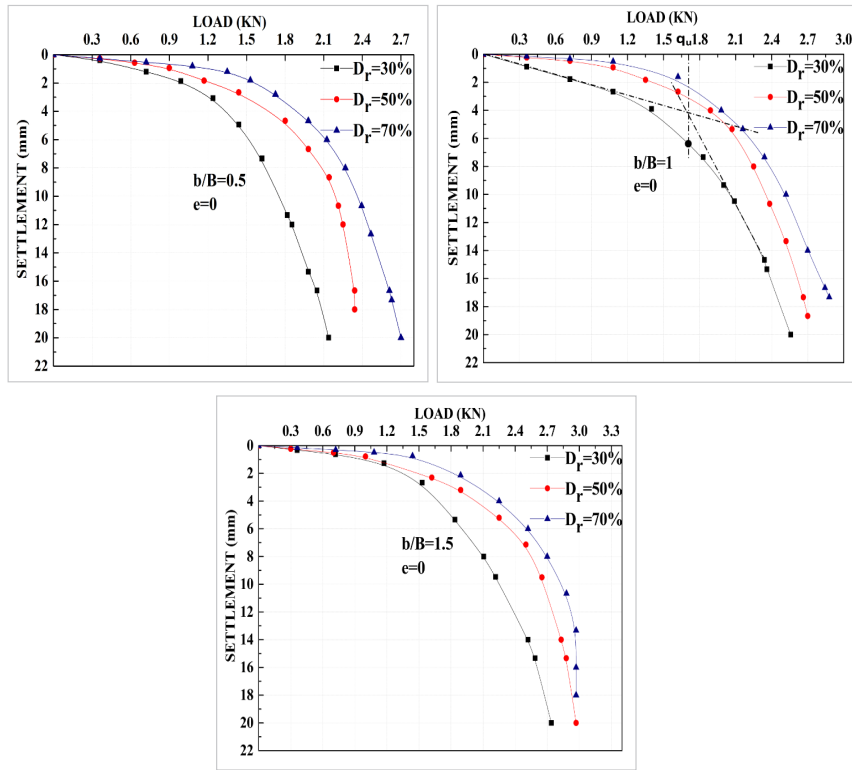 LOAD (KN)
0.3 0.6 0.9 1.2 1.5 1.8 2.1 2.4 2.7
0
2
4
6
8
10
12
14
16
18
20
22
SETTLEMENT (mm)
Dr=30%
Dr=50%
Dr=70%
b/B=0.5
e=0
LOAD (KN)
0.3 0.6 0.9 1.2 1.5 1.8 2.1 2.4 2.7 3.0
qu
0
2
4
6
8
10
12
14
16
18
20
22
SETTLEMENT (mm)
Dr=30%
Dr=50%
Dr=70%
b/B=1
e=0
LOAD (KN)
0.3 0.6 0.9 1.2 1.5 1.8 2.1 2.4 2.7 3.0 3.3
0
2
4
6
8
10
12
14
16
18
20
22
SETTLEMENT (mm)
Dr=30%
Dr=50%
Dr=70%
b/B=1.5
e=0